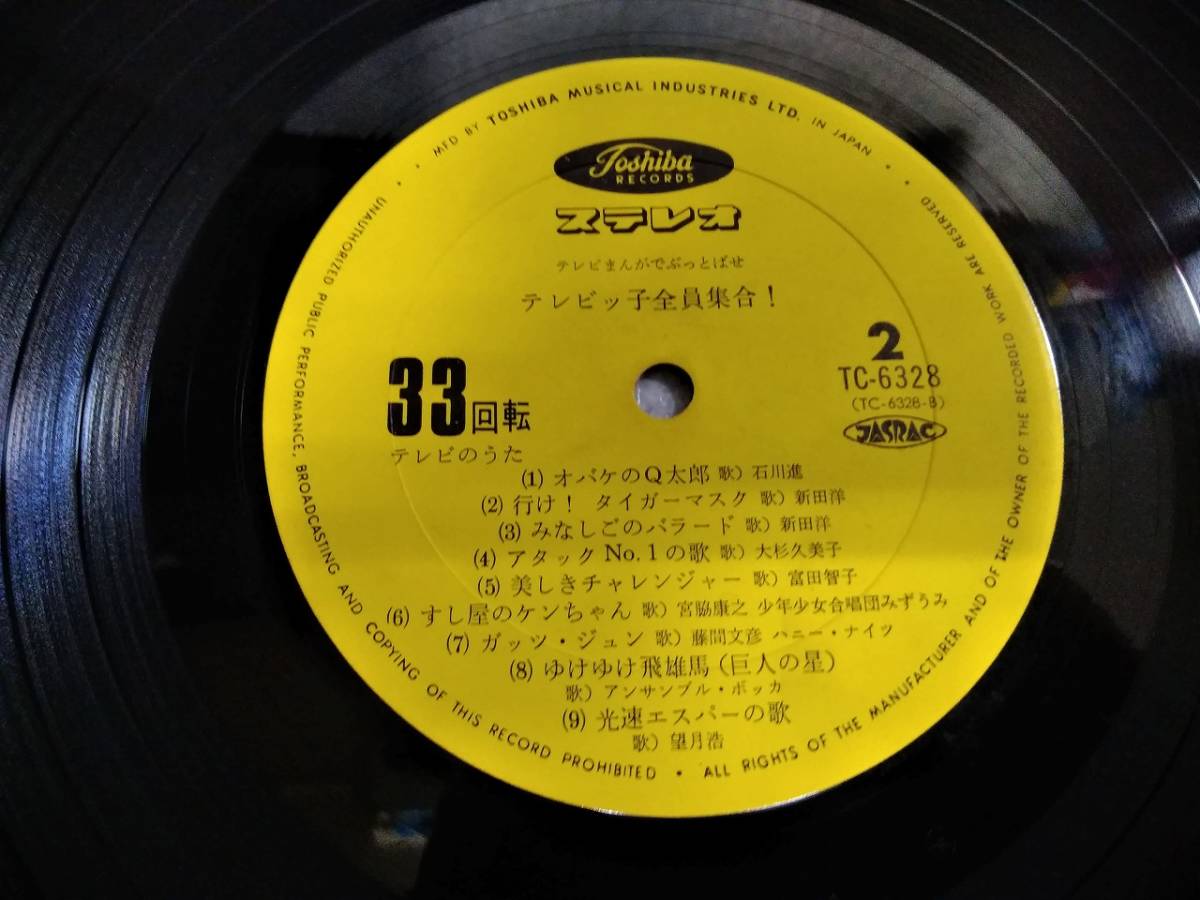 MFD BY TOSHIBA MUSICAL INDUSTRIES LTD. IN JAPAN
Toshiba
RECORDS
ステレオ
テレビまんがでぶっとばせ
テレビッ子全員集合!
33回転
2
TC-6328
(TC-6328-B)
JASRAC
テレビのうた
(1) オバケのQ太郎 歌) 石川進
(2) 行け! タイガーマスク 歌) 新田洋
(3) みなしごのバラード 歌) 新田洋
(4) アタックNo.1の歌 歌) 大杉久美子
(5) 美しきチャレンジャー 歌) 富田智子
(6) すし屋のケンちゃん 歌) 宮脇康之 少年少女合唱団みずうみ
(7) ガッツ・ジュン 歌) 藤間文彦 ハニー・ナイツ
(8) ゆけゆけ飛雄馬 (巨人の星)
歌) アンサンブル・ボッカ
(9) 光速エスパーの歌
歌) 望月浩
UNAUTHORIZED PUBLIC PERFORMANCE, BROADCASTING AND COPYING OF THIS RECORD PROHIBITED • ALL RIGHTS OF THE MANUFACTURER AND OF THE OWNER OF THE RECORDED WORK ARE RESERVED